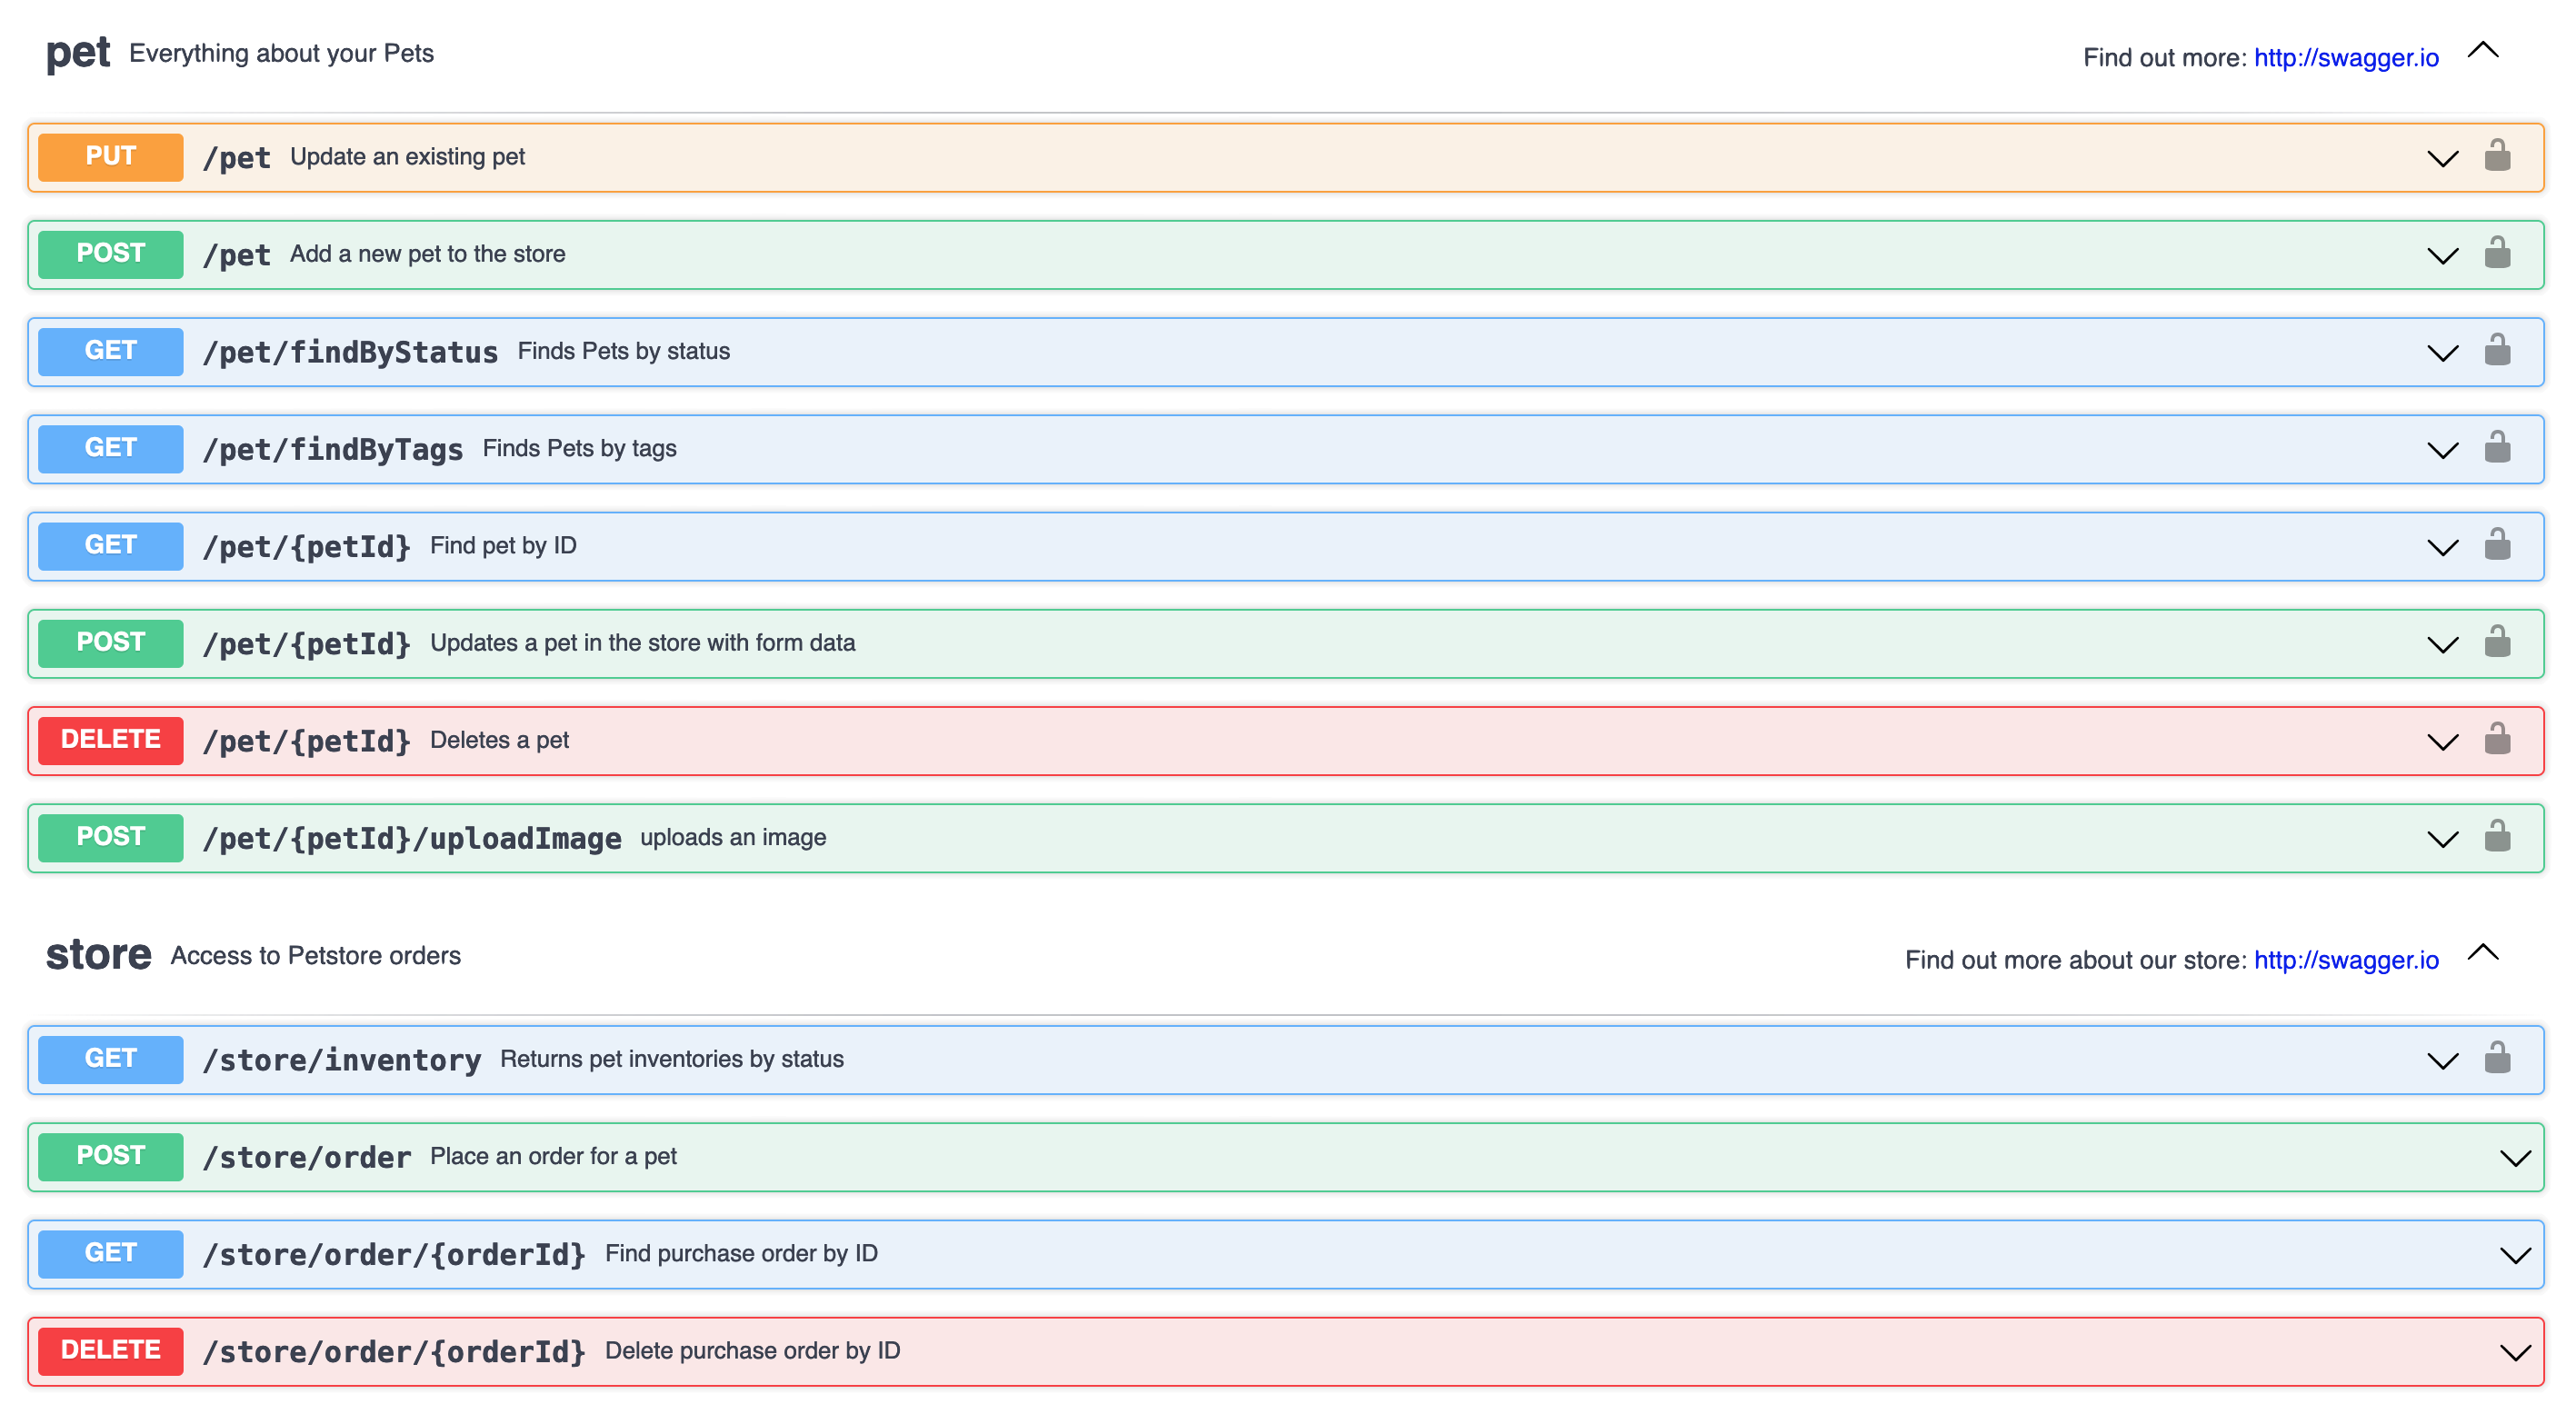 pet Everything about your Pets Find out more: http://swagger.io
PUT /pet Update an existing pet
POST /pet Add a new pet to the store
GET /pet/findByStatus Finds Pets by status
GET /pet/findByTags Finds Pets by tags
GET /pet/{petId} Find pet by ID
POST /pet/{petId} Updates a pet in the store with form data
DELETE /pet/{petId} Deletes a pet
POST /pet/{petId}/uploadImage uploads an image
store Access to Petstore orders Find out more about our store: http://swagger.io
GET /store/inventory Returns pet inventories by status
POST /store/order Place an order for a pet
GET /store/order/{orderId} Find purchase order by ID
DELETE /store/order/{orderId} Delete purchase order by ID